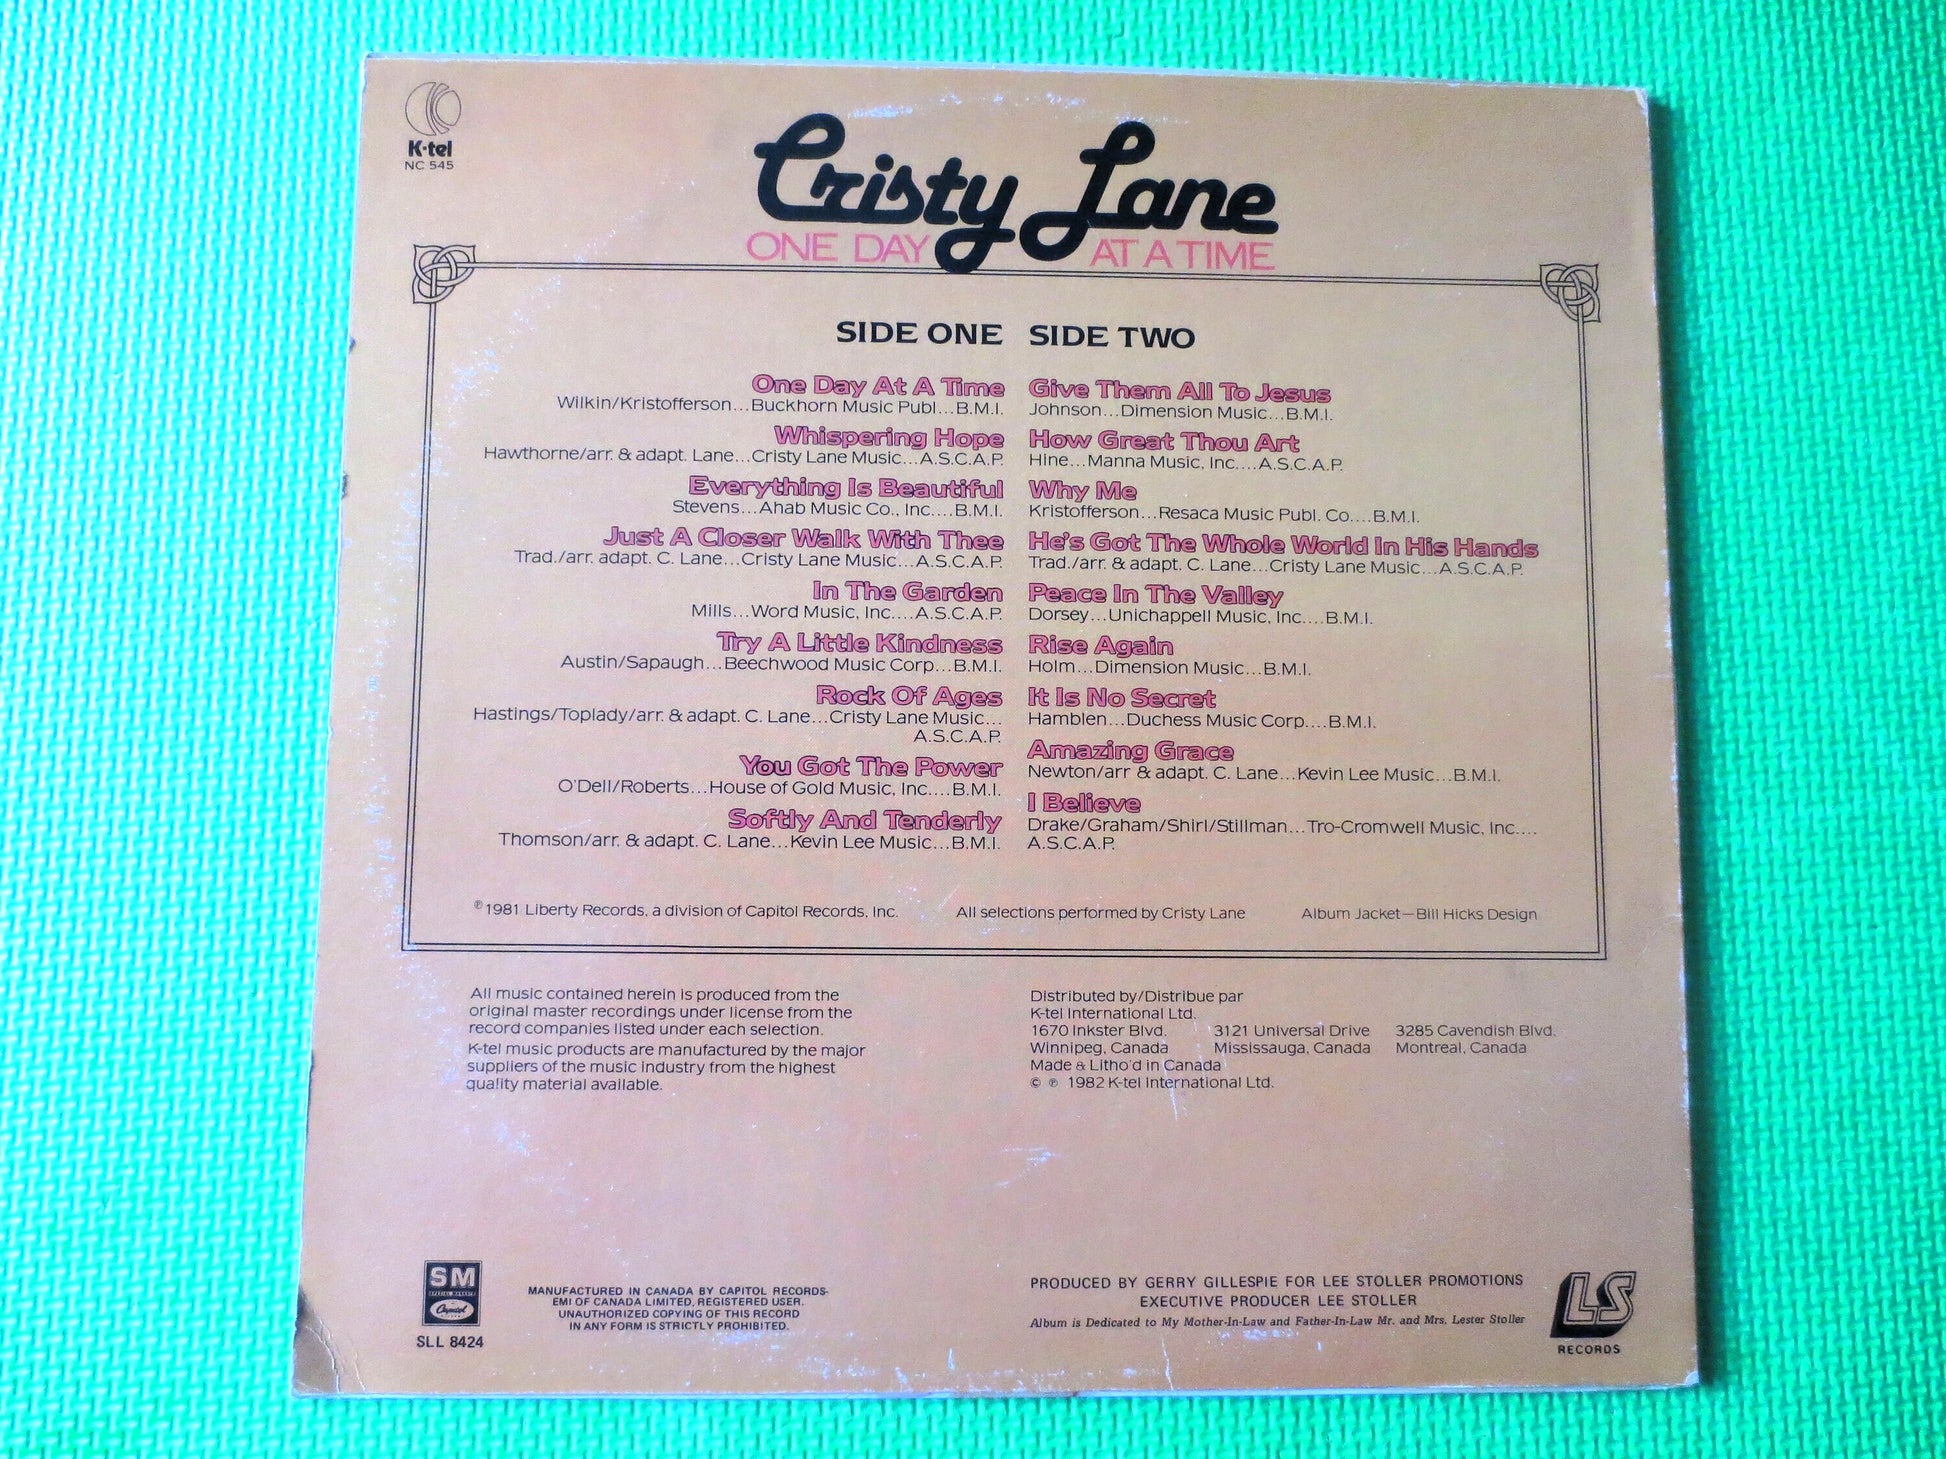 K-tel
NC 545
Cristy Lane
ONE DAY AT A TIME
SIDE ONE
One Day At A Time
Wilkin/Kristofferson...Buckhorn Music Publ...B.M.I.
Whispering Hope
Hawthorne/arr. & adapt. Lane...Cristy Lane Music...A.S.C.A.P.
Everything Is Beautiful
Stevens...Ahab Music Co., Inc....B.M.I.
Just A Closer Walk With Thee
Trad./arr. adapt. C. Lane...Cristy Lane Music...A.S.C.A.P.
In The Garden
Mills...Word Music, Inc....A.S.C.A.P.
Try A Little Kindness
Austin/Sapaugh...Beechwood Music Corp...B.M.I.
Rock Of Ages
Hastings/Toplady/arr. & adapt. C. Lane...Cristy Lane Music...
A.S.C.A.P.
You Got The Power
O'Dell/Roberts...House of Gold Music, Inc....B.M.I.
Softly And Tenderly
Thomson/arr. & adapt. C. Lane...Kevin Lee Music...B.M.I.
SIDE TWO
Give Them All To Jesus
Johnson...Dimension Music...B.M.I.
How Great Thou Art
Hine...Manna Music, Inc....A.S.C.A.P.
Why Me
Kristofferson...Resaca Music Publ. Co....B.M.I.
He's Got The Whole World In His Hands
Trad./arr. & adapt. C. Lane...Cristy Lane Music...A.S.C.A.P.
Peace In The Valley
Dorsey...Unichappell Music, Inc....B.M.I.
Rise Again
Holm...Dimension Music...B.M.I.
It Is No Secret
Hamblen...Duchess Music Corp....B.M.I.
Amazing Grace
Newton/arr & adapt. C. Lane...Kevin Lee Music...B.M.I.
I Believe
Drake/Graham/Shirl/Stillman...Tro-Cromwell Music, Inc....
A.S.C.A.P.
℗1981 Liberty Records, a division of Capitol Records, Inc. All selections performed by Cristy Lane Album Jacket—Bill Hicks Design
All music contained herein is produced from the
original master recordings under license from the
record companies listed under each selection.
K-tel music products are manufactured by the major
suppliers of the music industry from the highest
quality material available.
Distributed by/Distribue par
K-tel International Ltd.
1670 Inkster Blvd. 3121 Universal Drive 3285 Cavendish Blvd.
Winnipeg, Canada Mississauga, Canada Montreal, Canada
Made & Litho'd in Canada
© ℗ 1982 K-tel International Ltd.
SM
SPECIAL MARKETS
Capitol
SLL 8424
MANUFACTURED IN CANADA BY CAPITOL RECORDS-
EMI OF CANADA LIMITED, REGISTERED USER.
UNAUTHORIZED COPYING OF THIS RECORD
IN ANY FORM IS STRICTLY PROHIBITED.
PRODUCED BY GERRY GILLESPIE FOR LEE STOLLER PROMOTIONS
EXECUTIVE PRODUCER LEE STOLLER
Album is Dedicated to My Mother-In-Law and Father-In-Law Mr. and Mrs. Lester Stoller
LS
RECORDS